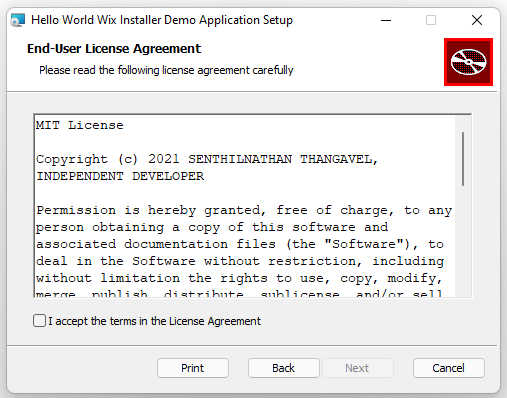 Hello World Wix Installer Demo Application Setup
End-User License Agreement
Please read the following license agreement carefully
MIT License
Copyright (c) 2021 SENTHILNATHAN THANGAVEL,
INDEPENDENT DEVELOPER
Permission is hereby granted, free of charge, to any
person obtaining a copy of this software and
associated documentation files (the "Software"), to
deal in the Software without restriction, including
without limitation the rights to use, copy, modify,
merge, publish, distribute, sublicense, and/or sell
I accept the terms in the License Agreement
Print Back Next Cancel